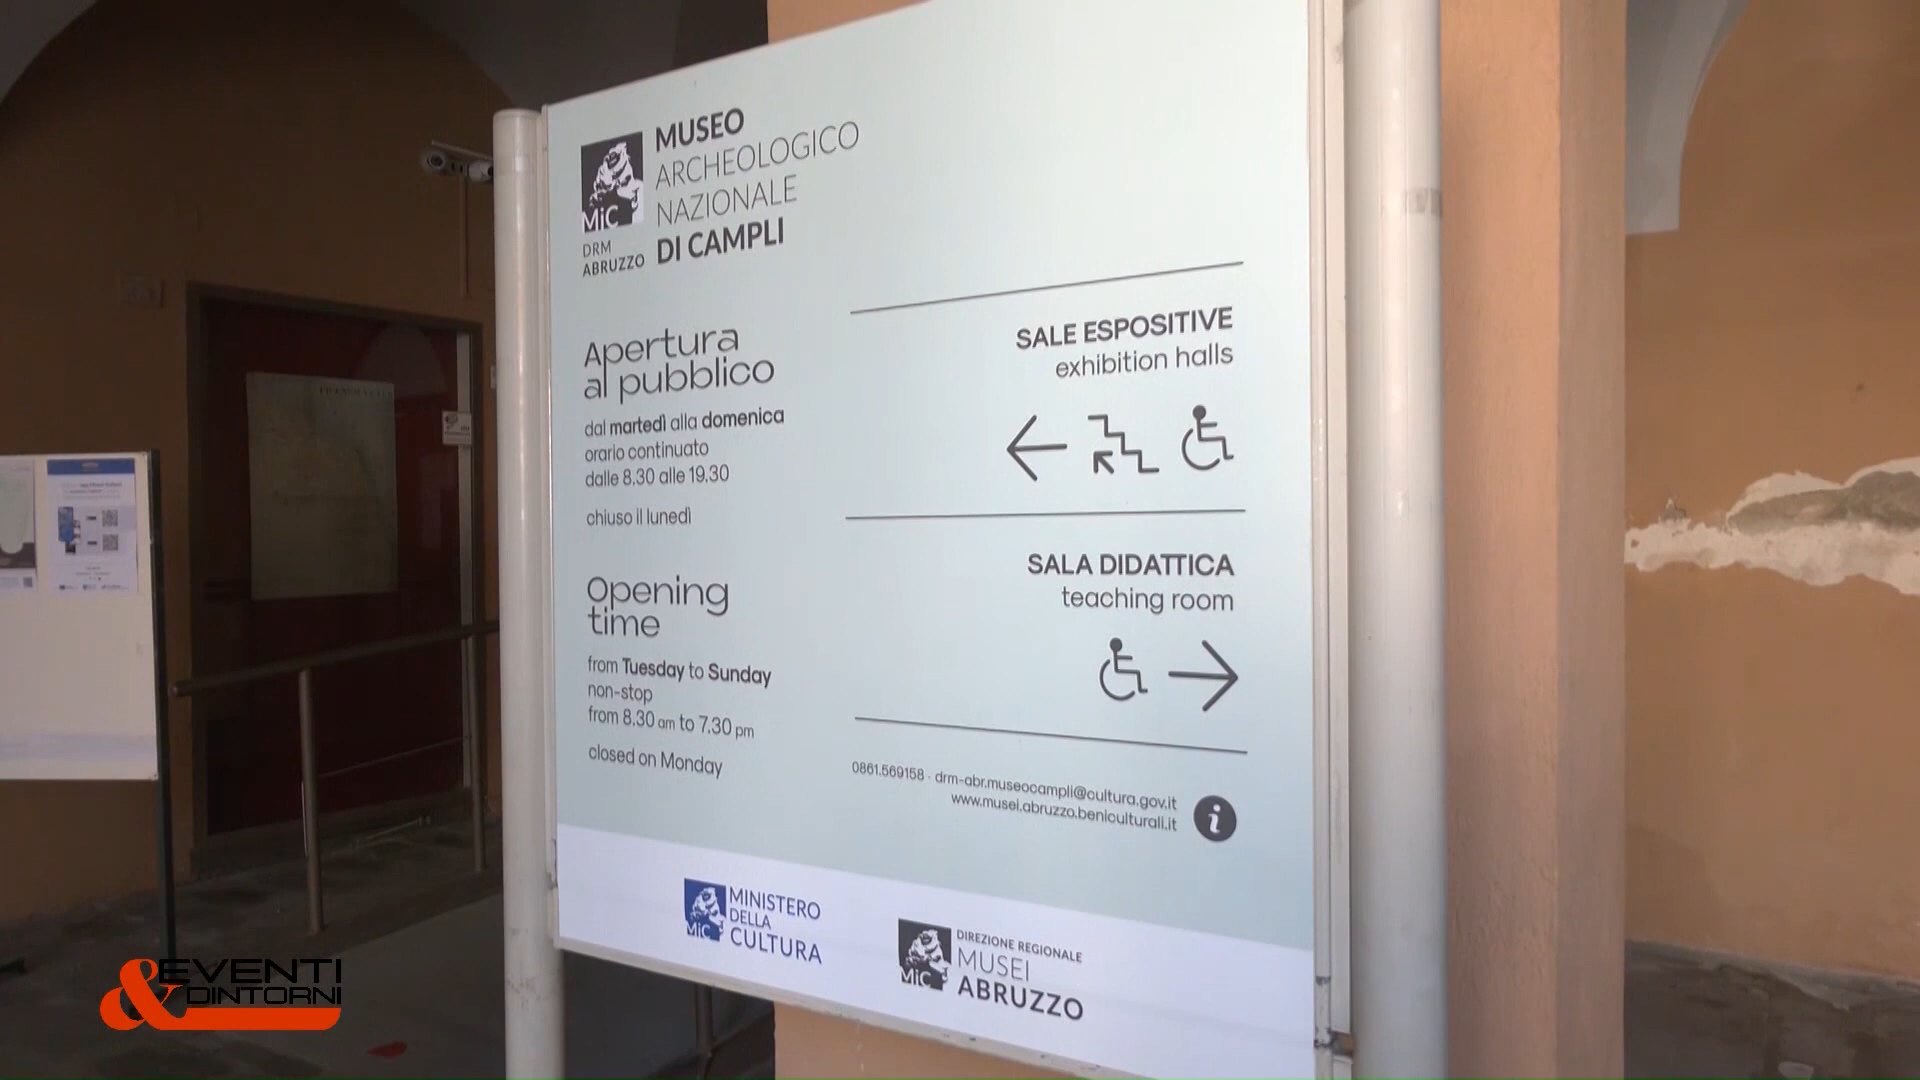 MUSEO
ARCHEOLOGICO
NAZIONALE
DI CAMPLI
MiC
DRM
ABRUZZO
Apertura
al pubblico
dal martedì alla domenica
orario continuato
dalle 8.30 alle 19.30
chiuso il lunedì
Opening
time
from Tuesday to Sunday
non-stop
from 8.30 am to 7.30 pm
closed on Monday
SALE ESPOSITIVE
exhibition halls
SALA DIDATTICA
teaching room
0861.569158 - drm-abr.museocampli@cultura.gov.it
www.musei.abruzzo.beniculturali.it
i
MiC
MINISTERO
DELLA
CULTURA
MiC
DIREZIONE REGIONALE
MUSEI
ABRUZZO
&EVENTI
DINTORNI